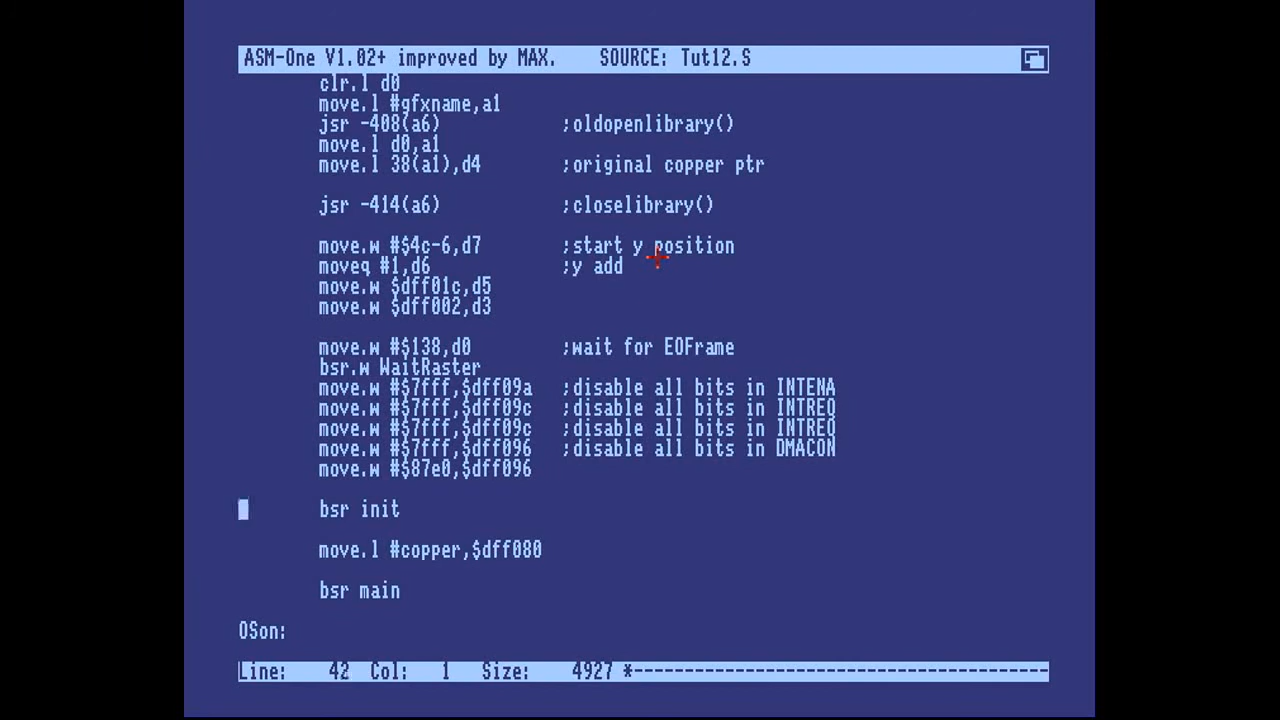 ASM-One V1.02+ improved by MAX. SOURCE: Tut12.S
clr.l d0
move.l #gfxname,a1
jsr -408(a6) ;oldopenlibrary()
move.l d0,a1
move.l 38(a1),d4 ;original copper ptr
jsr -414(a6) ;closelibrary()
move.w #$4c-6,d7 ;start y position
moveq #1,d6 ;y add
move.w $dff01c,d5
move.w $dff002,d3
move.w #$138,d0 ;wait for EOFrame
bsr.w WaitRaster
move.w #$7fff,$dff09a ;disable all bits in INTENA
move.w #$7fff,$dff09c ;disable all bits in INTREQ
move.w #$7fff,$dff09c ;disable all bits in INTREQ
move.w #$7fff,$dff096 ;disable all bits in DMACON
move.w #$87e0,$dff096
bsr init
move.l #copper,$dff080
bsr main
OSon:
Line: 42 Col: 1 Size: 4927 *-----------------------------------------